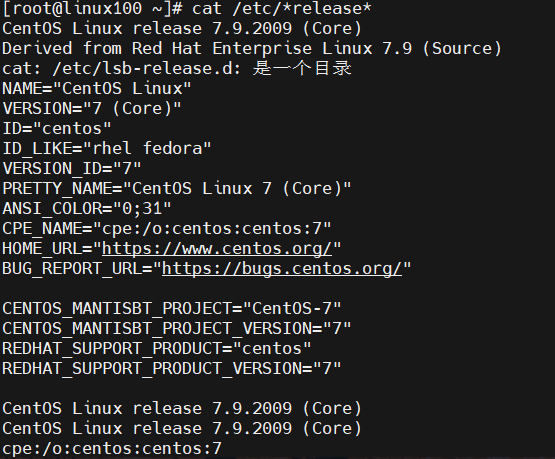 [root@linux100 ~]# cat /etc/*release*
CentOS Linux release 7.9.2009 (Core)
Derived from Red Hat Enterprise Linux 7.9 (Source)
cat: /etc/lsb-release.d: 是一个目录
NAME="CentOS Linux"
VERSION="7 (Core)"
ID="centos"
ID_LIKE="rhel fedora"
VERSION_ID="7"
PRETTY_NAME="CentOS Linux 7 (Core)"
ANSI_COLOR="0;31"
CPE_NAME="cpe:/o:centos:centos:7"
HOME_URL="https://www.centos.org/"
BUG_REPORT_URL="https://bugs.centos.org/"

CENTOS_MANTISBT_PROJECT="CentOS-7"
CENTOS_MANTISBT_PROJECT_VERSION="7"
REDHAT_SUPPORT_PRODUCT="centos"
REDHAT_SUPPORT_PRODUCT_VERSION="7"

CentOS Linux release 7.9.2009 (Core)
CentOS Linux release 7.9.2009 (Core)
cpe:/o:centos:centos:7